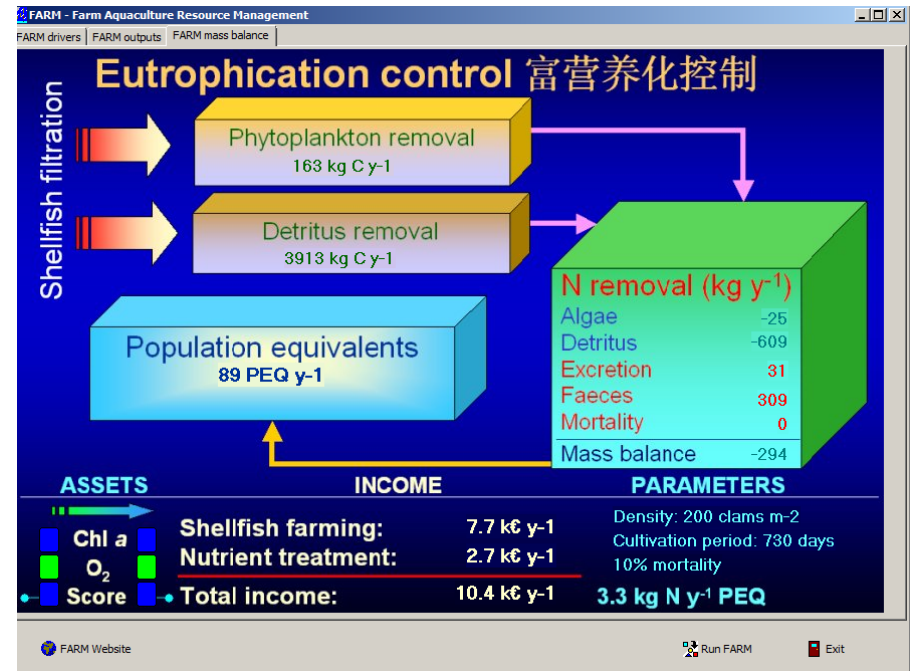 FARM - Farm Aquaculture Resource Management
FARM drivers FARM outputs FARM mass balance
Eutrophication control 富营养化控制
Shellfish filtration
Phytoplankton removal
163 kg C y-1
Detritus removal
3913 kg C y-1
N removal (kg y-1)
Algae -25
Detritus -609
Excretion 31
Faeces 309
Mortality 0
Mass balance -294
Population equivalents
89 PEQ y-1
ASSETS
Chl a
O2
Score
INCOME
Shellfish farming: 7.7 k€ y-1
Nutrient treatment: 2.7 k€ y-1
Total income: 10.4 k€ y-1
PARAMETERS
Density: 200 clams m-2
Cultivation period: 730 days
10% mortality
3.3 kg N y-1 PEQ
FARM Website Run FARM Exit